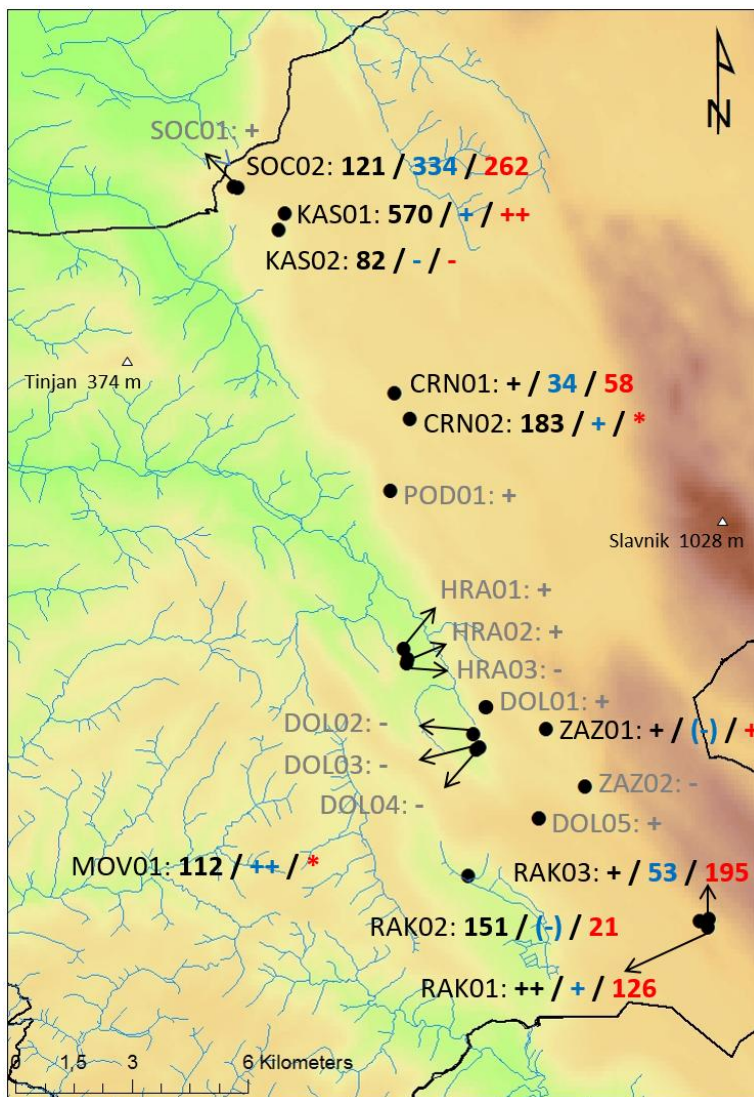 N
SOC01: +
SOC02: 121 / 334 / 262
KAS01: 570 / + / ++
KAS02: 82 / - / -
Tinjan 374 m
CRN01: + / 34 / 58
CRN02: 183 / + / *
POD01: +
Slavnik 1028 m
HRA01: +
HRA02: +
HRA03: -
DOL01: +
DOL02: -
ZAZ01: + / (-) / +
DOL03: -
ZAZ02: -
DOL04: -
DOL05: +
MOV01: 112 / ++ / *
RAK03: + / 53 / 195
RAK02: 151 / (-) / 21
RAK01: ++ / + / 126
0 1,5 3 6 Kilometers